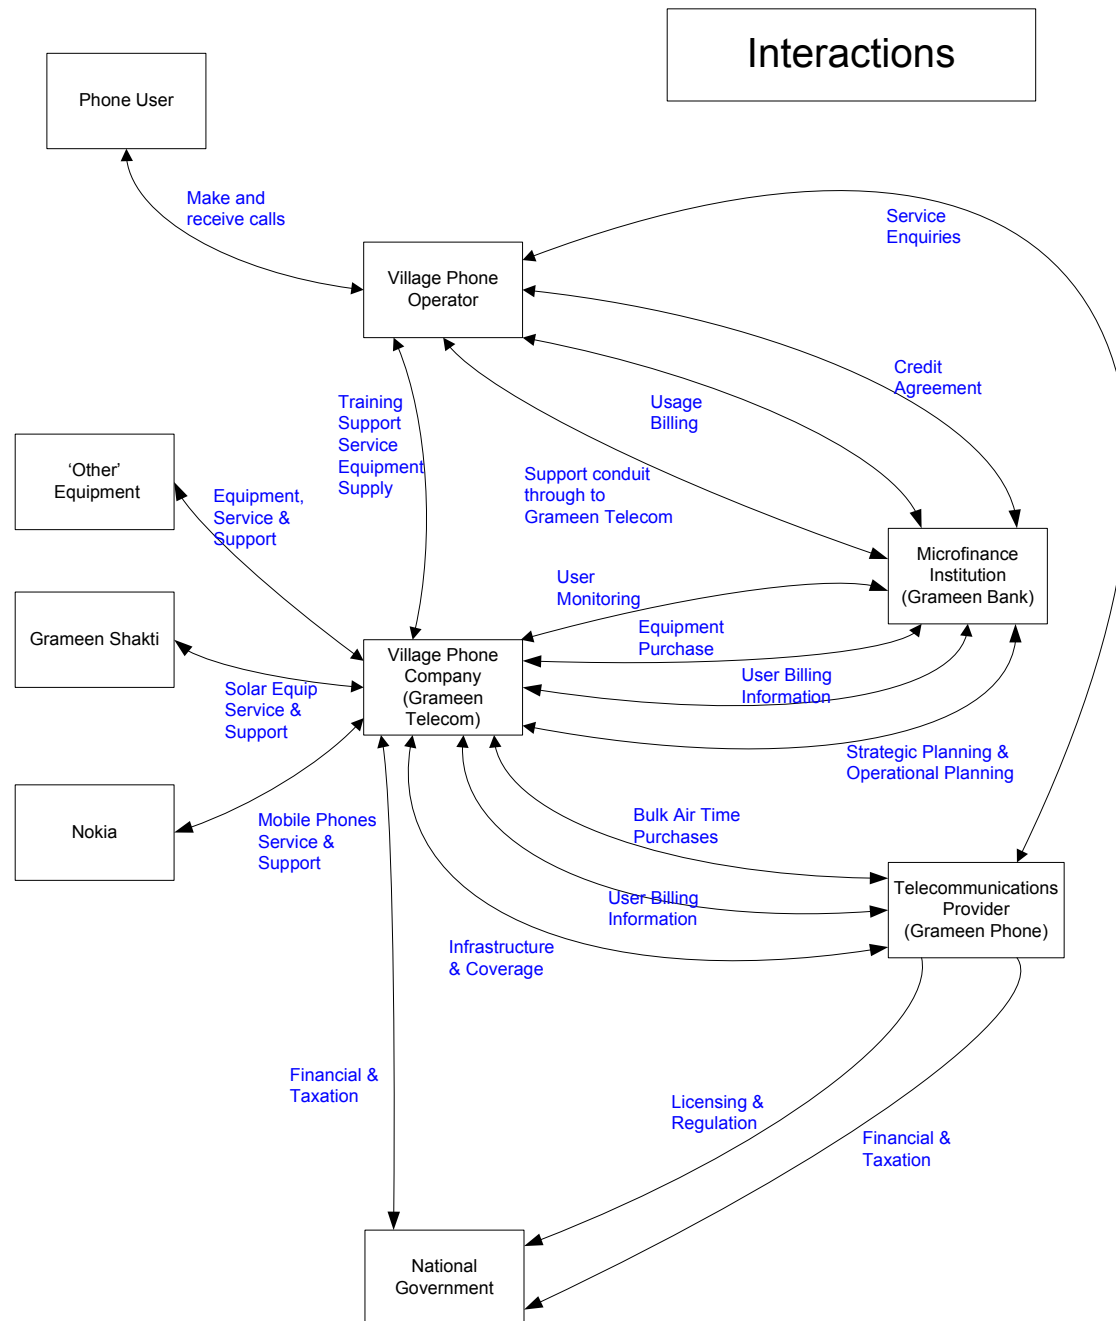 Interactions
Phone User
Make and
receive calls
Service
Enquiries
Village Phone
Operator
Credit
Agreement
Training
Support
Service
Equipment
Supply
Usage
Billing
Support conduit
through to
Grameen Telecom
'Other'
Equipment
Equipment,
Service &
Support
Microfinance
Institution
(Grameen Bank)
User
Monitoring
Grameen Shakti
Equipment
Purchase
Village Phone
Company
(Grameen
Telecom)
User Billing
Information
Solar Equip
Service &
Support
Strategic Planning &
Operational Planning
Nokia
Mobile Phones
Service &
Support
Bulk Air Time
Purchases
Telecommunications
Provider
(Grameen Phone)
User Billing
Information
Infrastructure
& Coverage
Financial &
Taxation
Licensing &
Regulation
Financial &
Taxation
National
Government